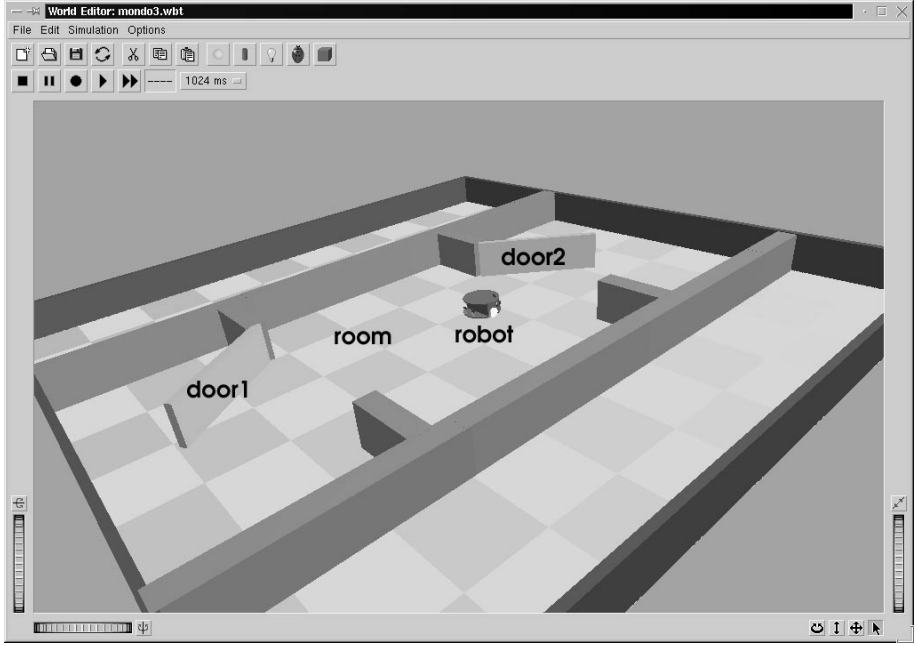 World Editor: mondo3.wbt
File Edit Simulation Options
---- 1024 ms
door2
room
robot
door1